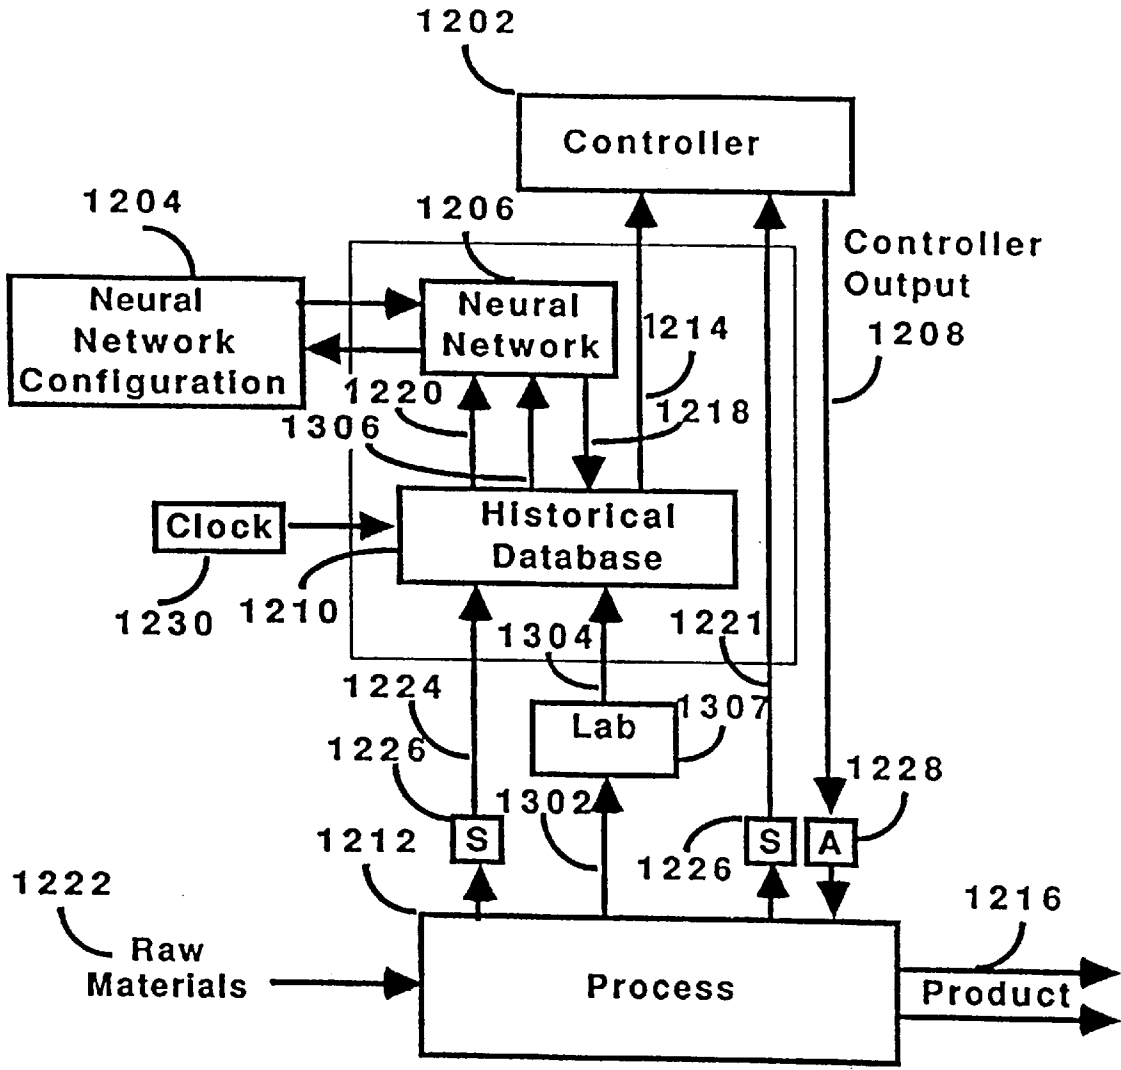 1202
Controller
1204
1206
Controller
Output
Neural
Network
Configuration
Neural
Network
1214
1208
1220
1218
1306
Clock
Historical
Database
1230
1210
1304
1221
1224
Lab
1307
1226
1302
1228
S
S
A
1212
1226
1222
1216
Raw
Materials
Process
Product